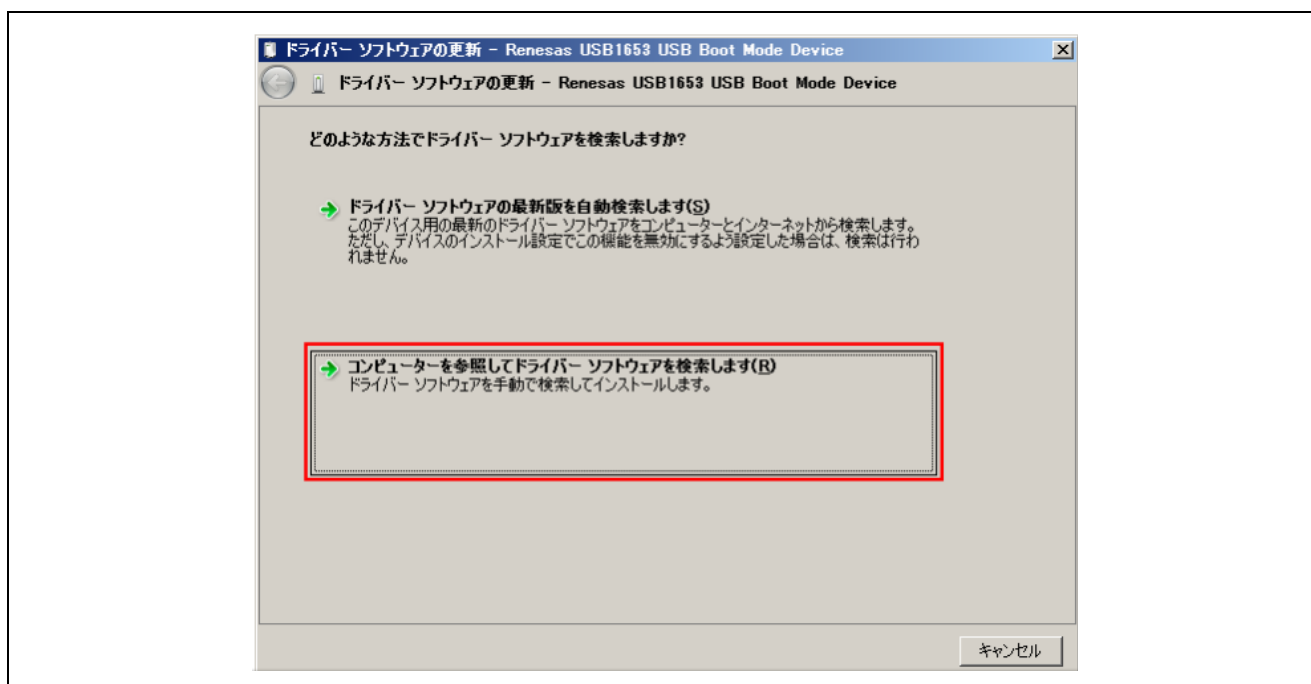 ドライバー ソフトウェアの更新 - Renesas USB1653 USB Boot Mode Device
ドライバー ソフトウェアの更新 - Renesas USB1653 USB Boot Mode Device
どのような方法でドライバー ソフトウェアを検索しますか?
ドライバー ソフトウェアの最新版を自動検索します(S)
このデバイス用の最新のドライバー ソフトウェアをコンピューターとインターネットから検索します。
ただし、デバイスのインストール設定でこの機能を無効にするよう設定した場合は、検索は行わ
れません。
コンピューターを参照してドライバー ソフトウェアを検索します(R)
ドライバー ソフトウェアを手動で検索してインストールします。
キャンセル